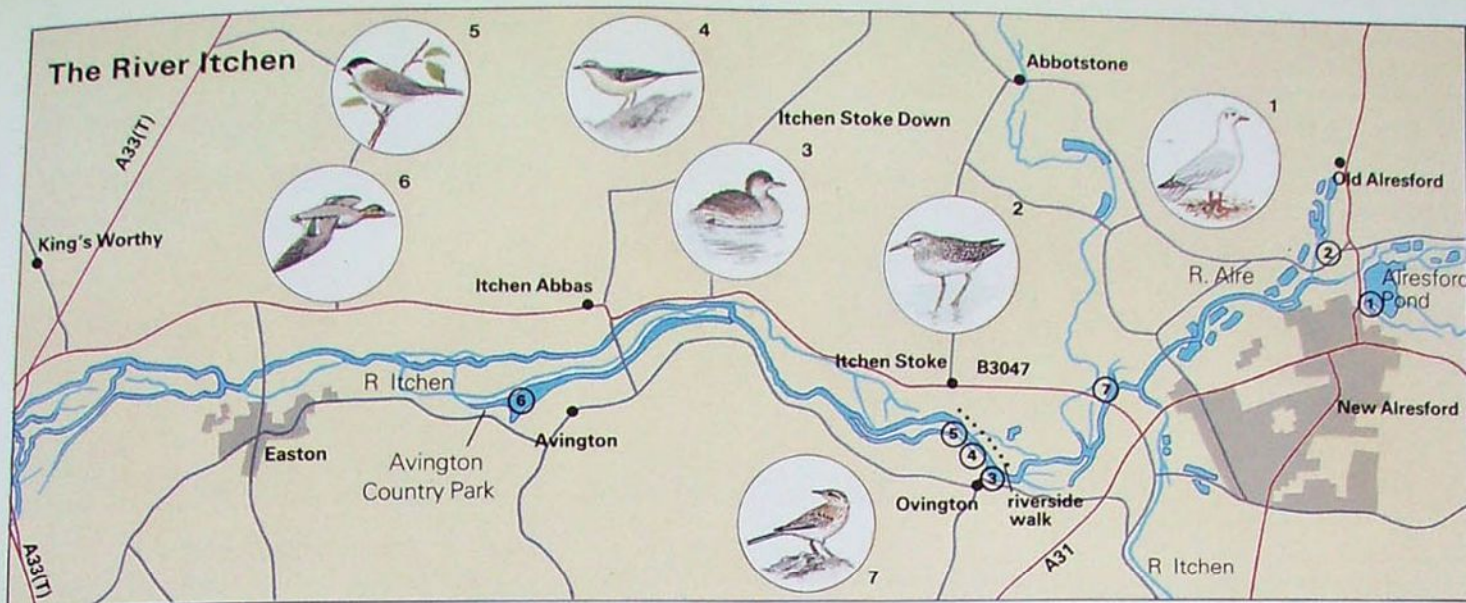 The River Itchen
5
4
Abbotstone
1
A33(T)
Itchen Stoke Down
3
6
2
Old Alresford
King's Worthy
2
R. Alre
Alresford
Pond
1
Itchen Abbas
Itchen Stoke
B3047
R Itchen
7
6
New Alresford
5
Easton
Avington
4
Avington
Country Park
3
Ovington
riverside
walk
A33(T)
A31
7
R Itchen